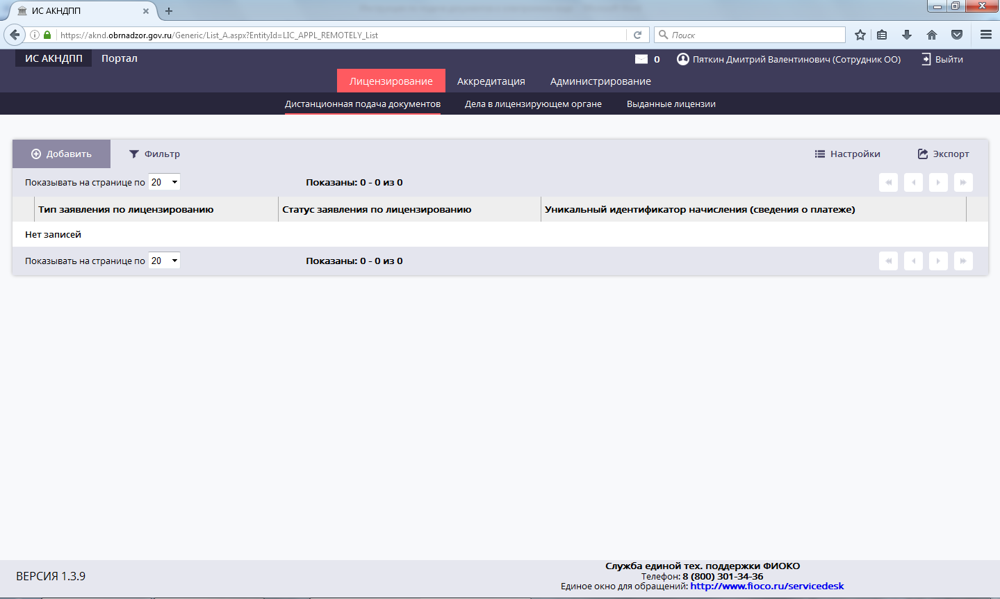 ИС АКНДПП
https://aknd.obrnadzor.gov.ru/Generic/List_A.aspx?EntityId=LIC_APPL_REMOTELY_List
Поиск
ИС АКНДПП Портал 0 Пяткин Дмитрий Валентинович (Сотрудник ОО) Выйти
Лицензирование Аккредитация Администрирование
Дистанционная подача документов Дела в лицензирующем органе Выданные лицензии
Добавить Фильтр Настройки Экспорт
Показывать на странице по 20 Показаны: 0 - 0 из 0
Тип заявления по лицензированию Статус заявления по лицензированию Уникальный идентификатор начисления (сведения о платеже)
Нет записей
Показывать на странице по 20 Показаны: 0 - 0 из 0
Служба единой тех. поддержки ФИОКО
ВЕРСИЯ 1.3.9 Телефон: 8 (800) 301-34-36
Единое окно для обращений: http://www.fioco.ru/servicedesk